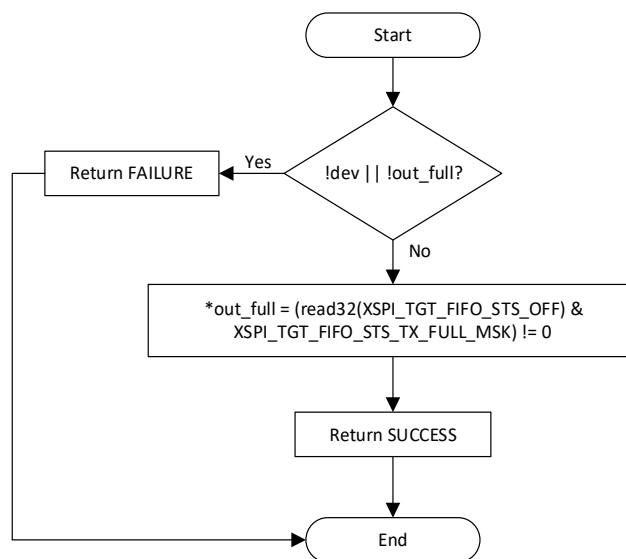 Start
!dev || !out_full?
Yes
Return FAILURE
No
*out_full = (read32(XSPI_TGT_FIFO_STS_OFF) &
XSPI_TGT_FIFO_STS_TX_FULL_MSK) != 0
Return SUCCESS
End